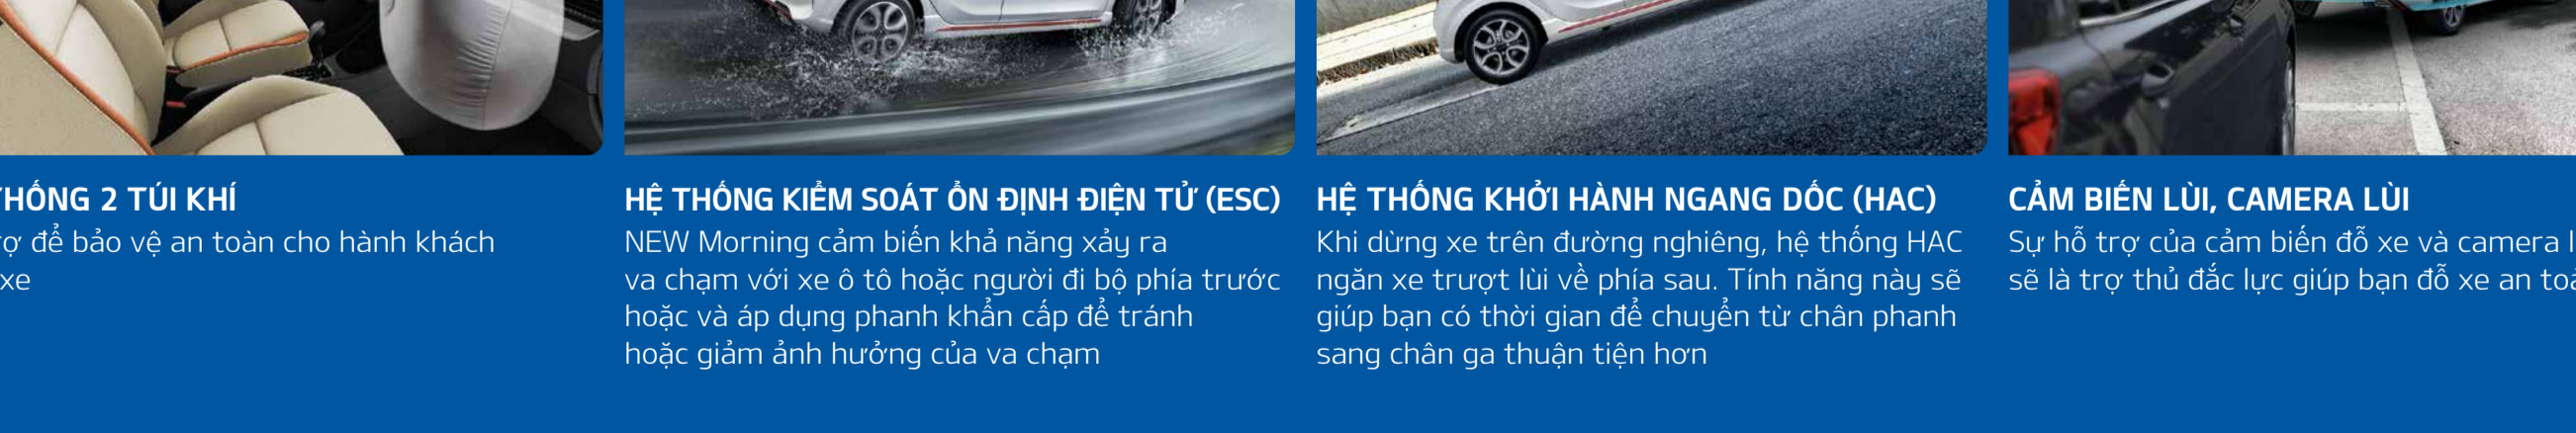 THỐNG 2 TÚI KHÍ
rợ để bảo vệ an toàn cho hành khách
xe
HỆ THỐNG KIỂM SOÁT ỔN ĐỊNH ĐIỆN TỬ (ESC)
NEW Morning cảm biến khả năng xảy ra
va chạm với xe ô tô hoặc người đi bộ phía trước
hoặc và áp dụng phanh khẩn cấp để tránh
hoặc giảm ảnh hưởng của va chạm
HỆ THỐNG KHỞI HÀNH NGANG DỐC (HAC)
Khi dừng xe trên đường nghiêng, hệ thống HAC
ngăn xe trượt lùi về phía sau. Tính năng này sẽ
giúp bạn có thời gian để chuyển từ chân phanh
sang chân ga thuận tiện hơn
CẢM BIẾN LÙI, CAMERA LÙI
Sự hỗ trợ của cảm biến đỗ xe và camera l
sẽ là trợ thủ đắc lực giúp bạn đỗ xe an toà